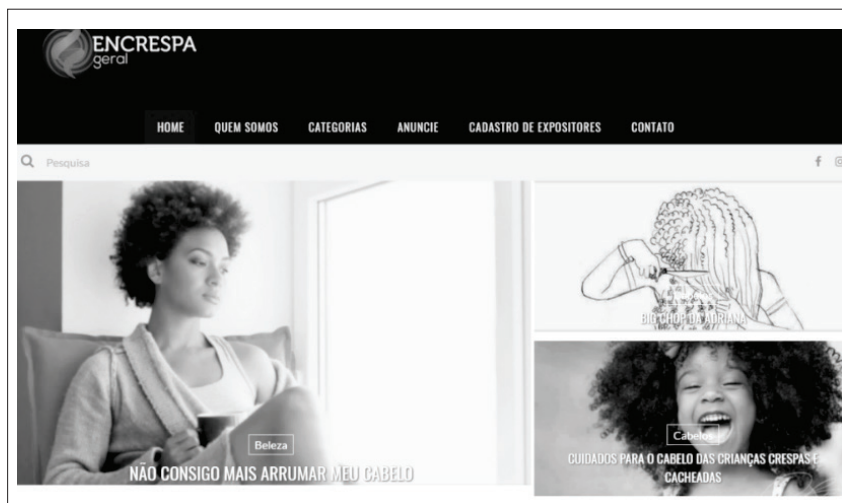 ENCRESPA
geral
HOME QUEM SOMOS CATEGORIAS ANUNCIE CADASTRO DE EXPOSITORES CONTATO
Pesquisa
Beleza
NÃO CONSIGO MAIS ARRUMAR MEU CABELO
BIG CHOP DA ADRIANA
Cabelos
CUIDADOS PARA O CABELO DAS CRIANÇAS CRESPAS E
CACHEADAS